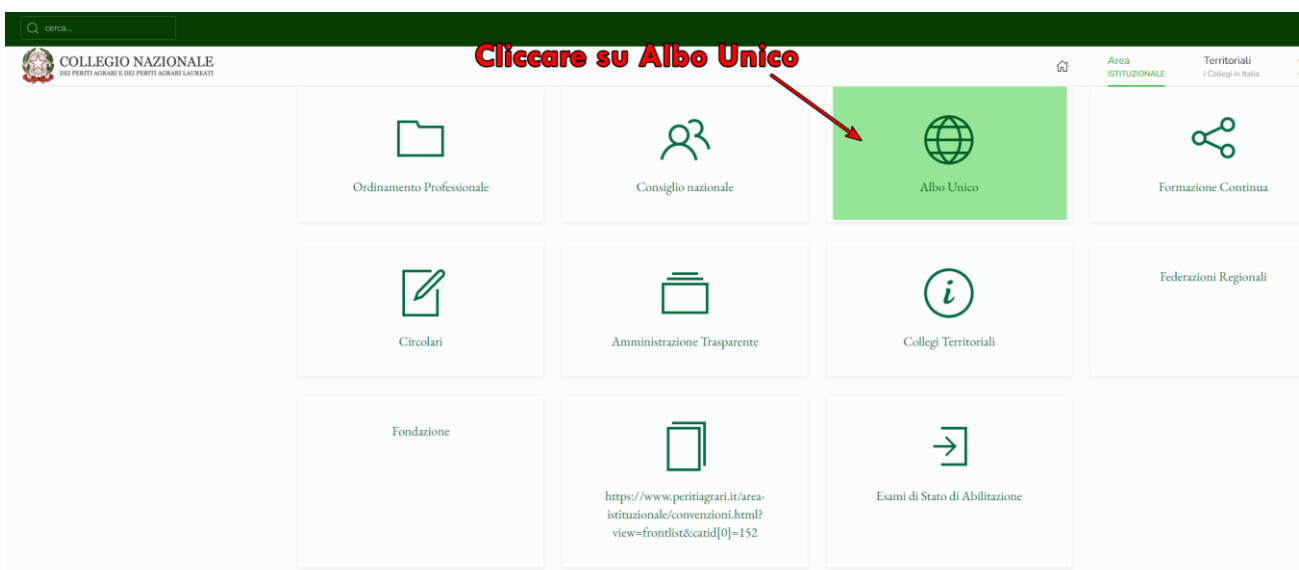 cerca...
Cliccare su Albo Unico
COLLEGIO NAZIONALE
DEI PERITI AGRARI E DEI PERITI AGRARI LAUREATI
Area
ISTITUZIONALE
Territoriali
i Collegi in Italia
Ordinamento Professionale
Consiglio nazionale
Albo Unico
Formazione Continua
Circolari
Amministrazione Trasparente
Collegi Territoriali
Federazioni Regionali
Fondazione
https://www.peritiagrari.it/area-
istituzionale/convenzioni.html?
view=frontlist&catid[0]=152
Esami di Stato di Abilitazione